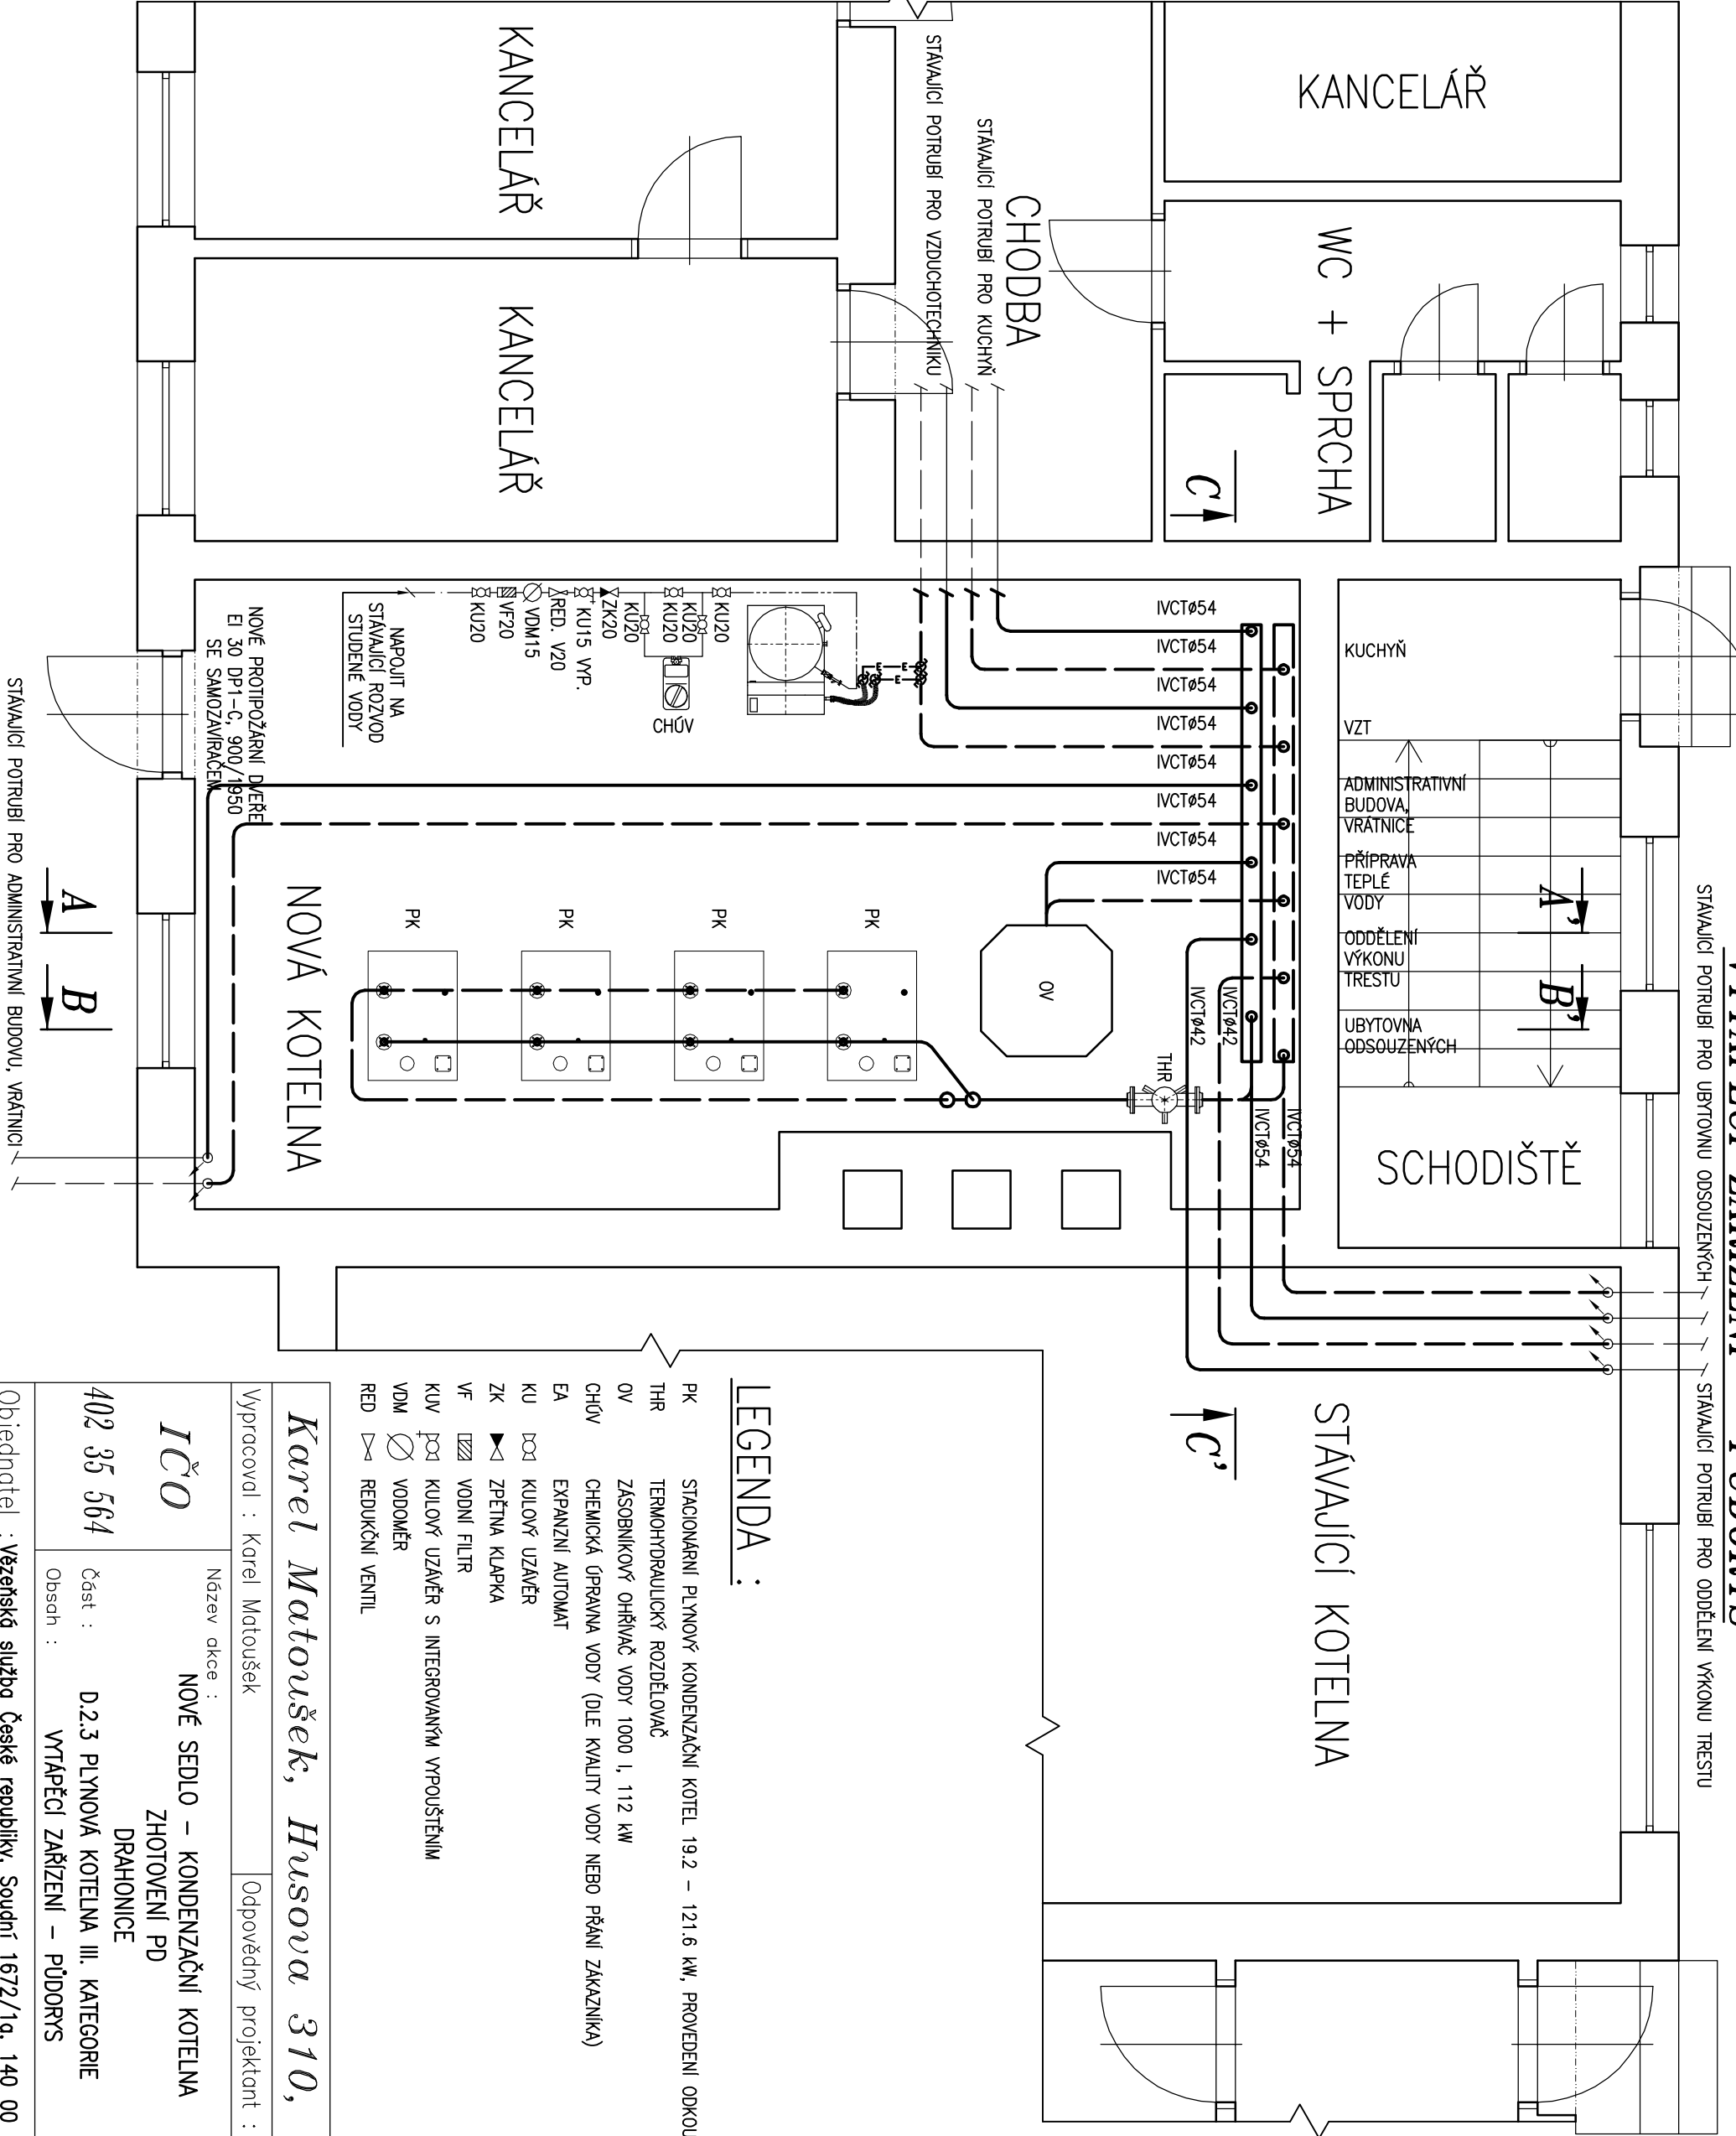 VYTÁPĚCÍ ZAŘÍZENÍ - PŮDORYS
STÁVAJÍCÍ POTRUBÍ PRO UBYTOVNU ODSOUZENÝCH
STÁVAJÍCÍ POTRUBÍ PRO ODDĚLENÍ VÝKONU TRESTU
KANCELÁŘ
WC + SPRCHA
C
KUCHYŇ
VZT
ADMINISTRATIVNÍ
BUDOVA,
VRÁTNICE
PŘÍPRAVA
TEPLÉ
VODY
ODDĚLENÍ
VÝKONU
TRESTU
UBYTOVNA
ODSOUZENÝCH
A'
B'
SCHODIŠTĚ
STÁVAJÍCÍ KOTELNA
C'
CHODBA
STÁVAJÍCÍ POTRUBÍ PRO KUCHYŇ
STÁVAJÍCÍ POTRUBÍ PRO VZDUCHOTECHNIKU
IVCTø54
IVCTø54
IVCTø54
IVCTø54
IVCTø54
IVCTø54
IVCTø54
IVCTø54
IVCTø42
IVCTø42
IVCTø54
IVCTø54
THR
OV
PK
PK
PK
PK
E
E
E
E
KANCELÁŘ
KANCELÁŘ
CHÚV
KU20
KU20
KU20
KU20
ZK20
KU15 VYP.
RED. V20
VDM15
VF20
KU20
NAPOJIT NA
STÁVAJÍCÍ ROZVOD
STUDENÉ VODY
NOVÉ PROTIPOŽÁRNÍ DVEŘE
EI 30 DP1-C, 900/1950
SE SAMOZAVÍRAČEM
NOVÁ KOTELNA
A
B
STÁVAJÍCÍ POTRUBÍ PRO ADMINISTRATIVNÍ BUDOVU, VRÁTNICI
LEGENDA :
PK STACIONÁRNÍ PLYNOVÝ KONDENZAČNÍ KOTEL 19.2 - 121.6 kW, PROVEDENÍ
THR TERMOHYDRAULICKÝ ROZDĚLOVAČ
OV ZÁSOBNÍKOVÝ OHŘÍVAČ VODY 1000 l, 112 kW
CHÚV CHEMICKÁ ÚPRAVNA VODY (DLE KVALITY VODY NEBO PŘÁNÍ ZÁKAZNÍKA)
EA EXPANZNÍ AUTOMAT
KU KULOVÝ UZÁVĚR
ZK ZPĚTNA KLAPKA
VF VODNÍ FILTR
KUV KULOVÝ UZÁVĚR S INTEGROVANÝM VYPOUŠTĚNÍM
VDM VODOMĚR
RED REDUKČNÍ VENTIL
Karel Matoušek, Husova 310,
Vypracoval : Karel Matoušek
Odpovědný projektant :
IČO
402 35 564
Název akce :
NOVÉ SEDLO - KONDENZAČNÍ KOTELNA
ZHOTOVENÍ PD
DRAHONICE
Část : D.2.3 PLYNOVÁ KOTELNA III. KATEGORIE
Obsah : VYTÁPĚCÍ ZAŘÍZENÍ - PŮDORYS
Objednatel : Vězeňská služba České republiky, Soudní 1672/1a, 140 00